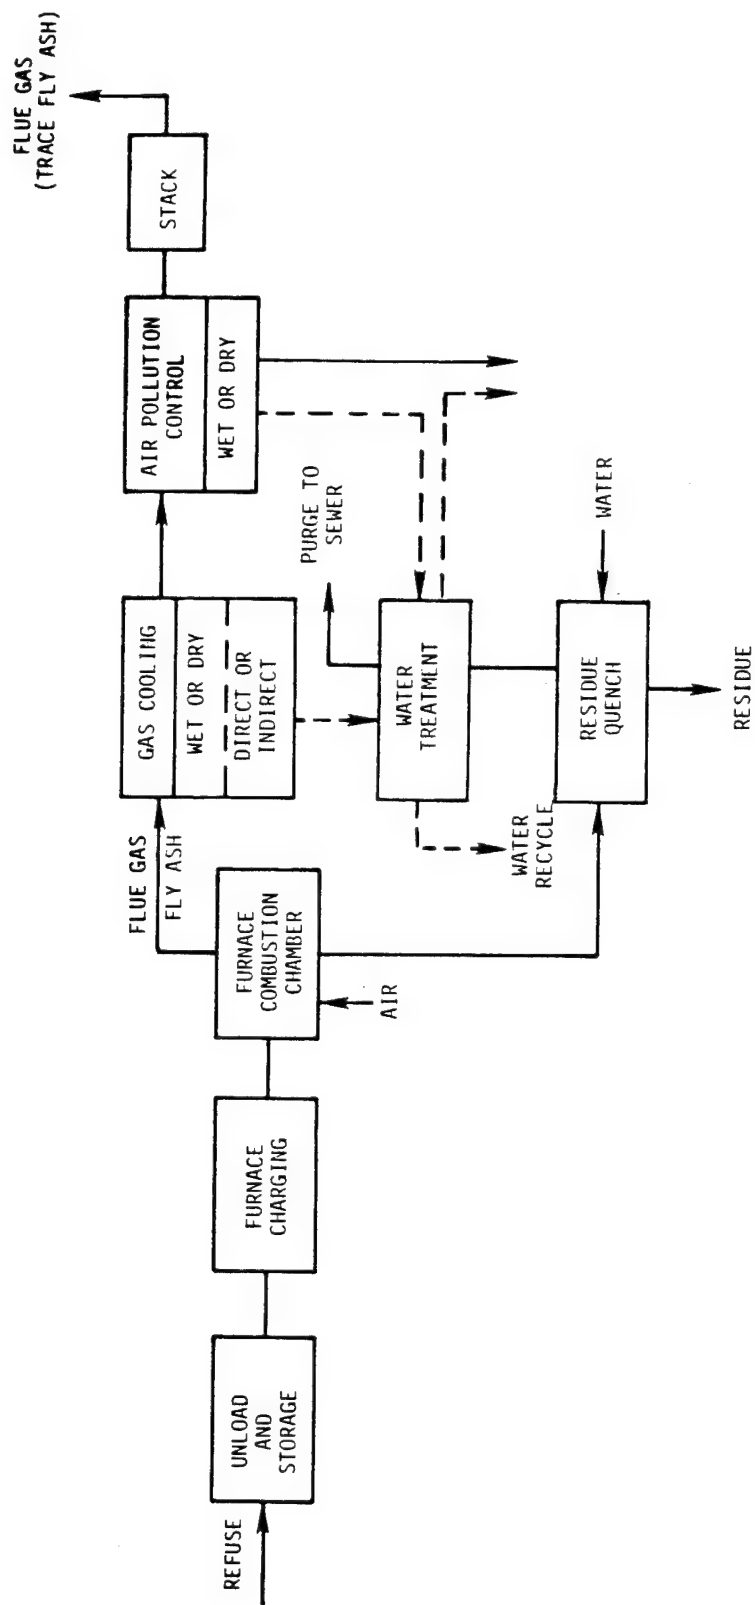 REFUSE
UNLOAD
AND
STORAGE
FURNACE
CHARGING
FURNACE
COMBUSTION
CHAMBER
AIR
FLUE GAS
FLY ASH
GAS COOLING
WET OR DRY
DIRECT OR
INDIRECT
AIR POLLUTION
CONTROL
WET OR DRY
STACK
FLUE GAS
(TRACE FLY ASH)
PURGE TO
SEWER
WATER
TREATMENT
WATER
RECYCLE
RESIDUE
QUENCH
WATER
RESIDUE